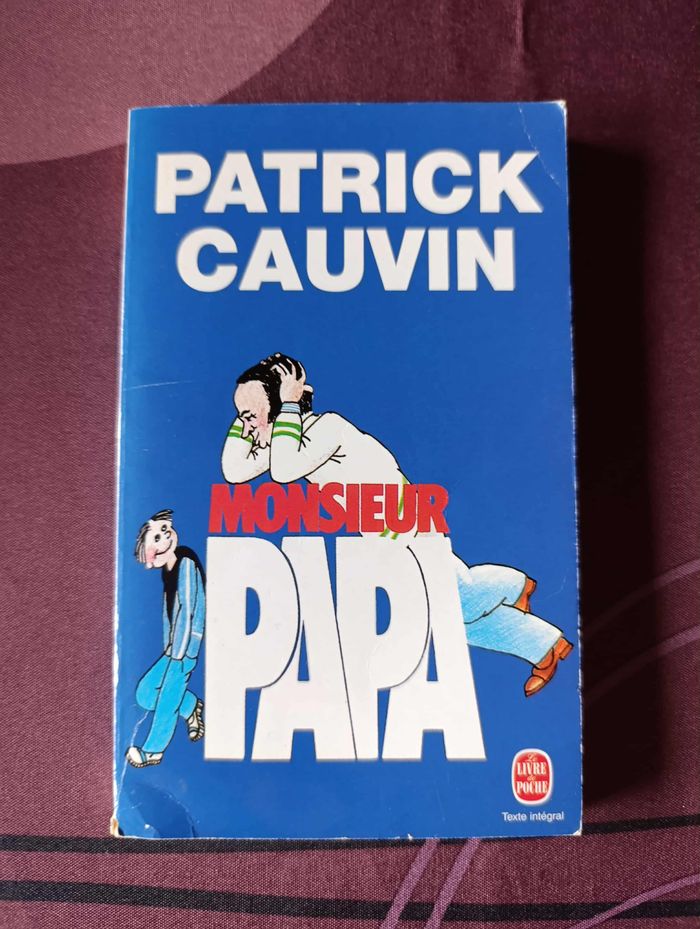 PATRICK
CAUVIN
MONSIEUR
PAPA
Le
LIVRE
de
POCHE
Texte intégral